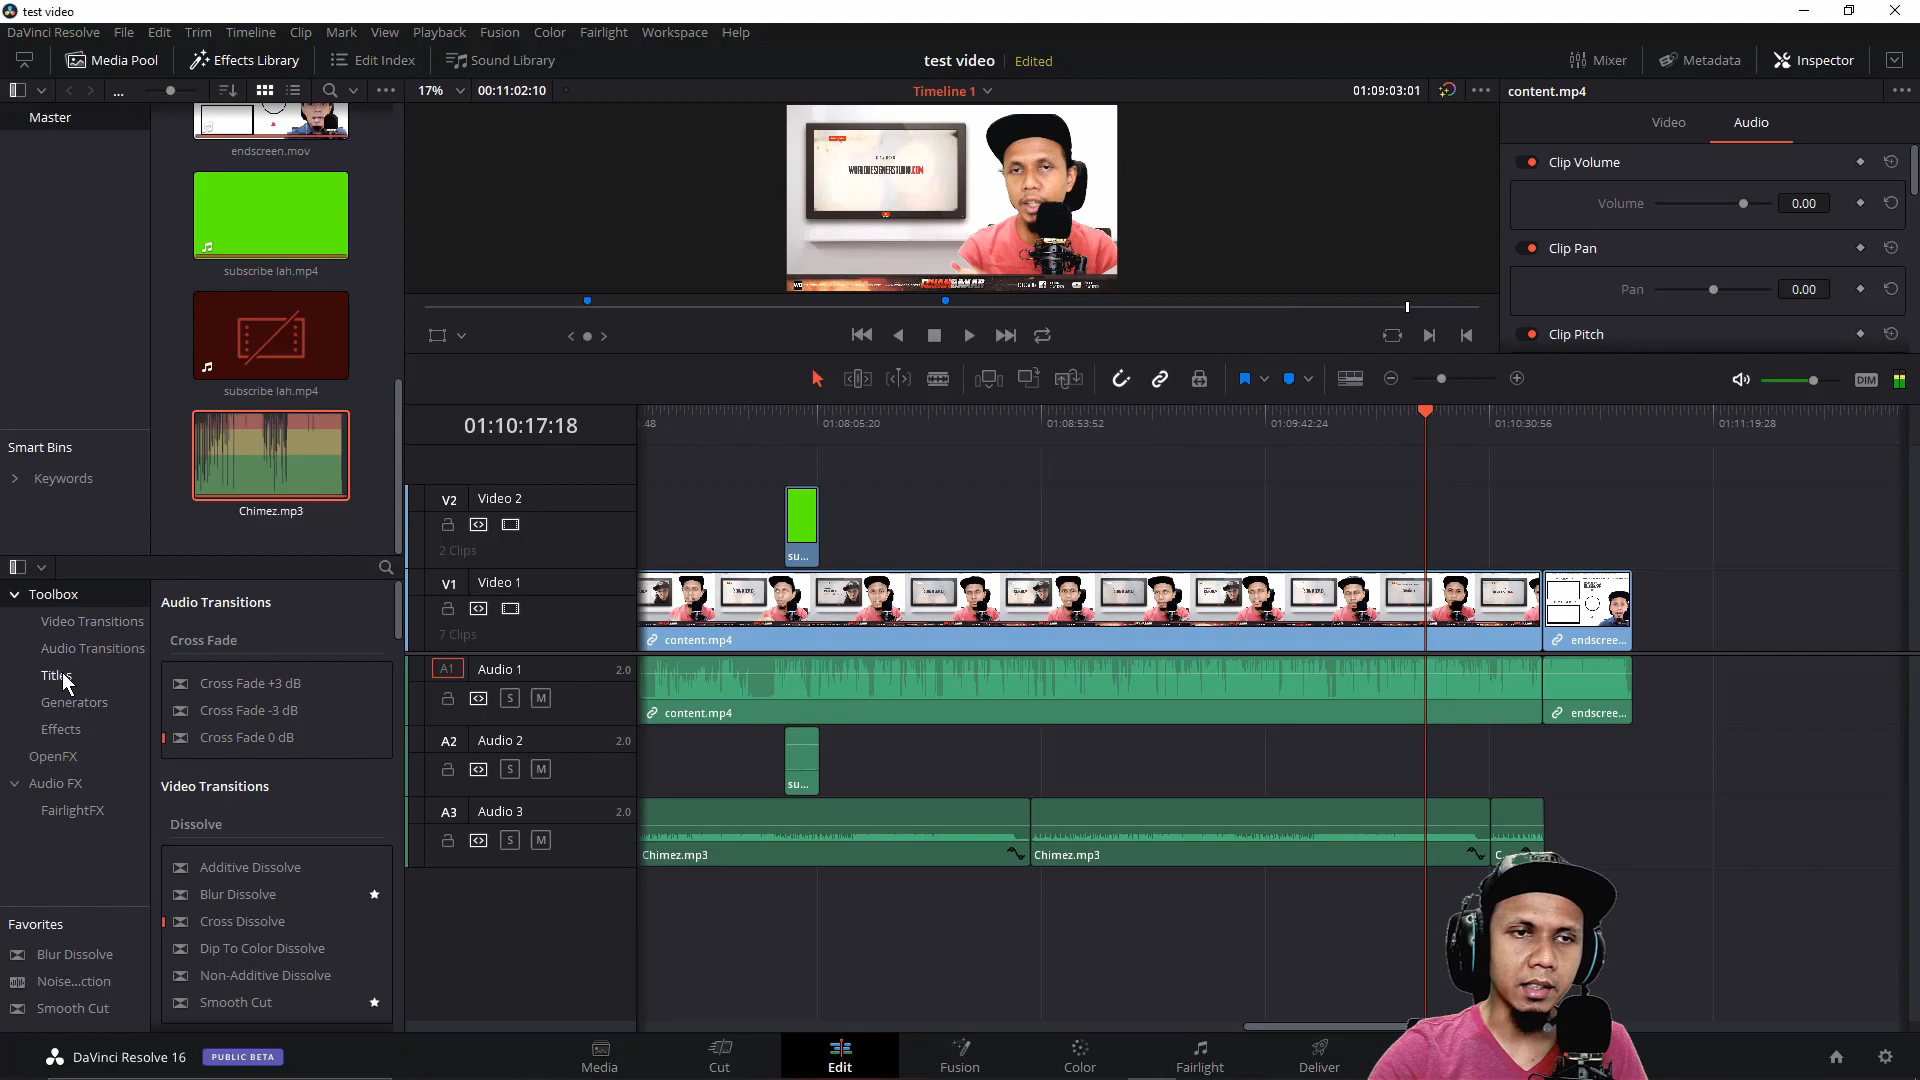 test video
DaVinci Resolve File Edit Trim Timeline Clip Mark View Playback Fusion Color Fairlight Workspace Help
Media Pool Effects Library Edit Index Sound Library test video Edited Mixer Metadata Inspector
... 17% 00:11:02:10 Timeline 1 01:09:03:01 content.mp4
Master
Video Audio
endscreen.mov
Clip Volume
Volume 0.00
Clip Pan
Pan 0.00
Clip Pitch
WORLDDESIGNERSTUDIO.COM
subscribe lah.mp4
subscribe lah.mp4
DIM
01:10:17:18
48 01:08:05:20 01:08:53:52 01:09:42:24 01:10:30:56 01:11:19:28
Smart Bins
Keywords
Chimez.mp3
V2 Video 2
2 Clips
su...
V1 Video 1
7 Clips
content.mp4 endscree...
A1 Audio 1 2.0
S M
content.mp4 endscree...
A2 Audio 2 2.0
S M
su...
A3 Audio 3 2.0
S M
Chimez.mp3 Chimez.mp3 C...
Toolbox
Video Transitions
Audio Transitions
Titles
Generators
Effects
OpenFX
Audio FX
FairlightFX
Audio Transitions
Cross Fade
Cross Fade +3 dB
Cross Fade -3 dB
Cross Fade 0 dB
Video Transitions
Dissolve
Additive Dissolve
Blur Dissolve
Cross Dissolve
Dip To Color Dissolve
Non-Additive Dissolve
Smooth Cut
Favorites
Blur Dissolve
Noise...ction
Smooth Cut
DaVinci Resolve 16 PUBLIC BETA
Media Cut Edit Fusion Color Fairlight Deliver